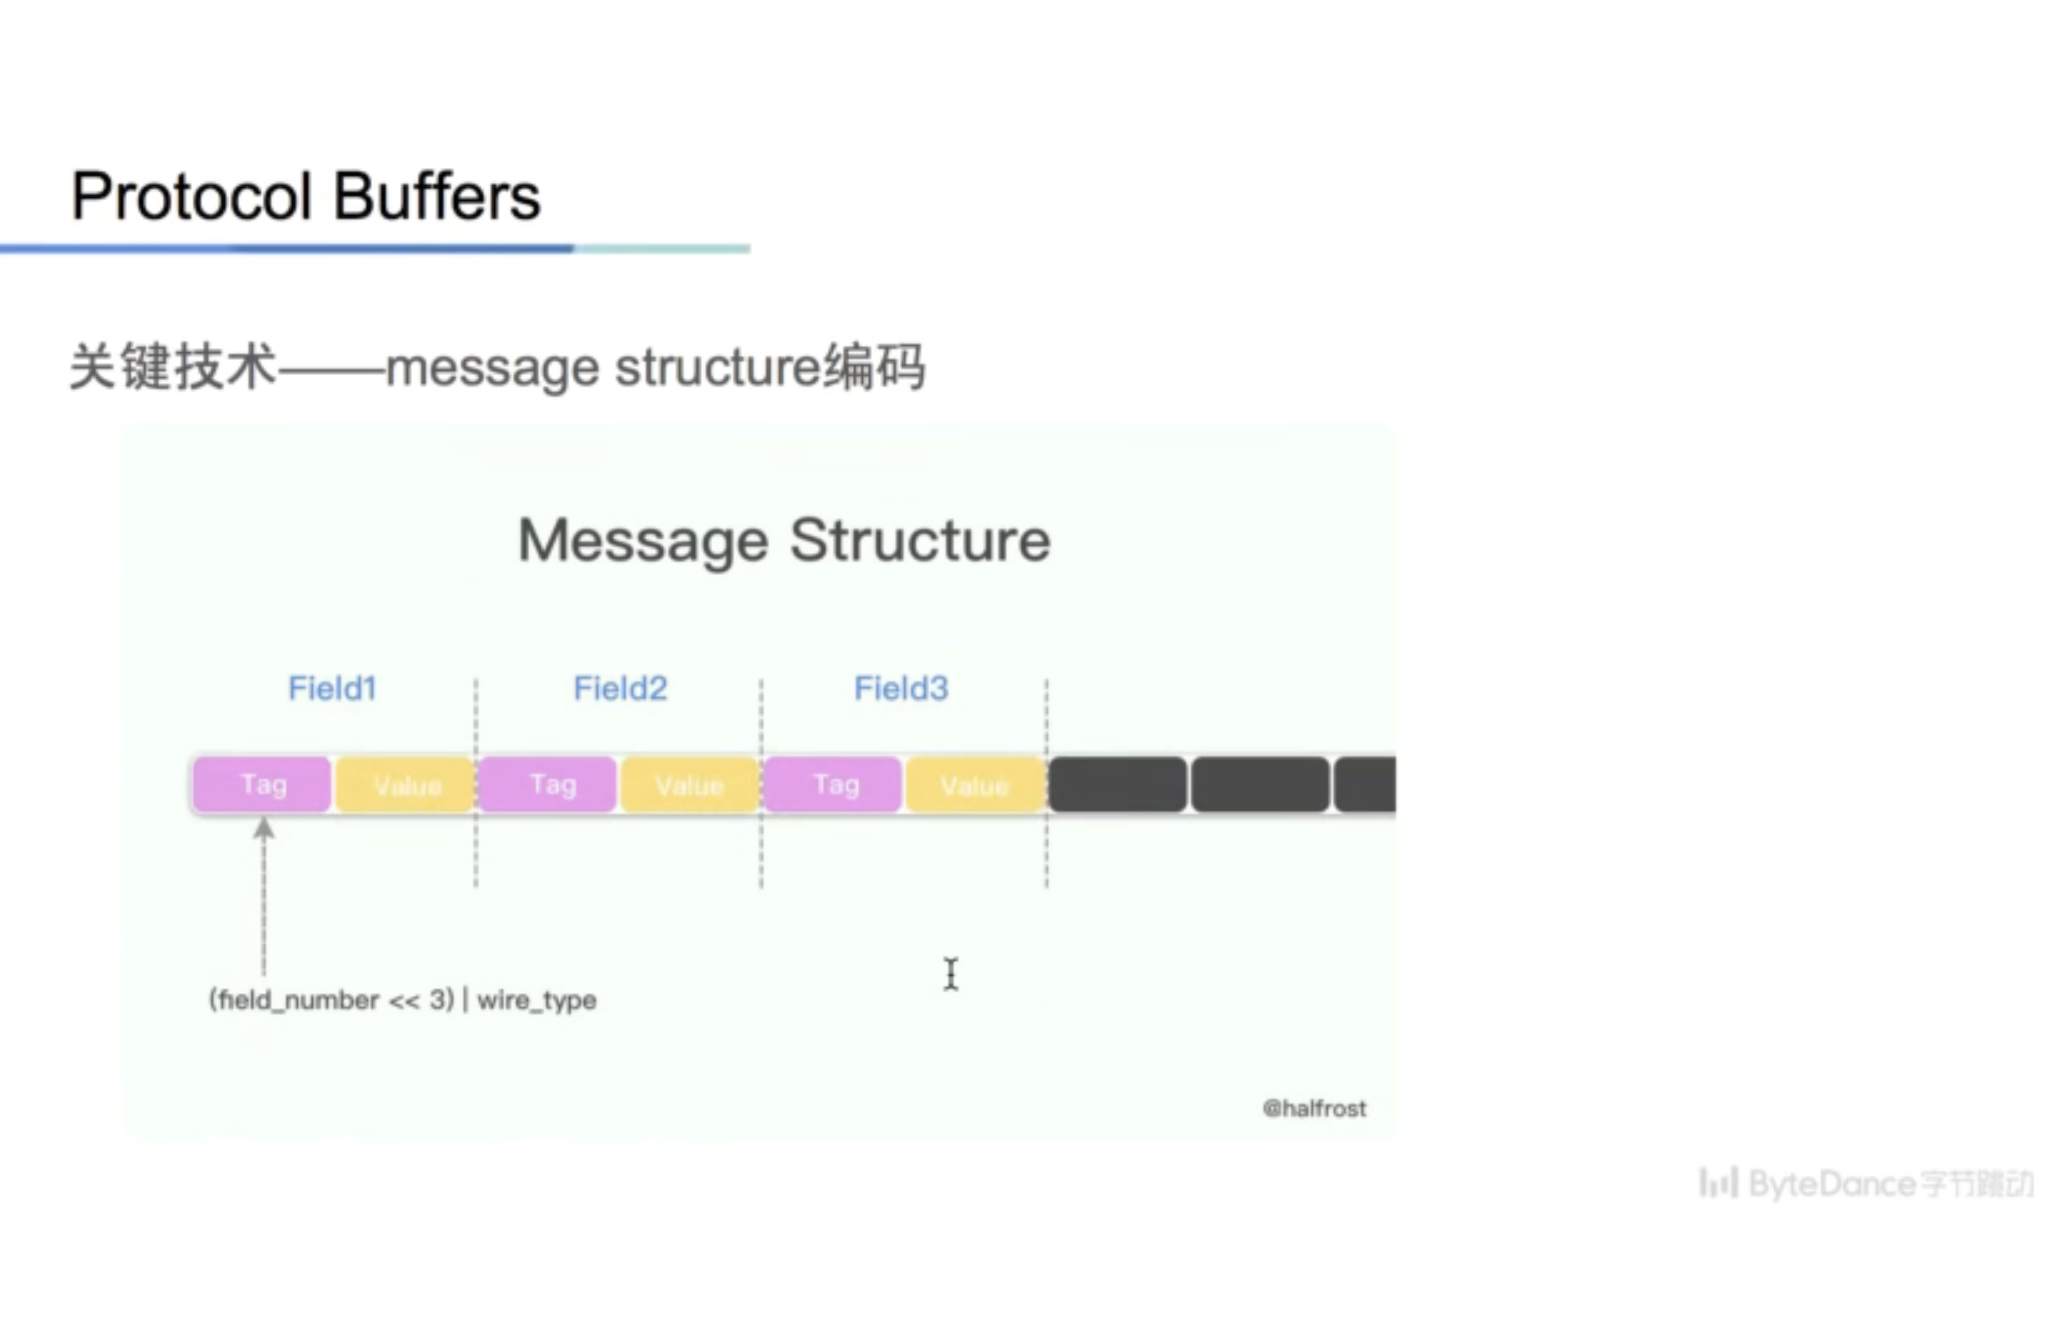 Protocol Buffers
关键技术——message structure编码
Message Structure
Field1 Field2 Field3
Tag Value Tag Value Tag Value
(field_number << 3) | wire_type
@halfrost
ByteDance字节跳动